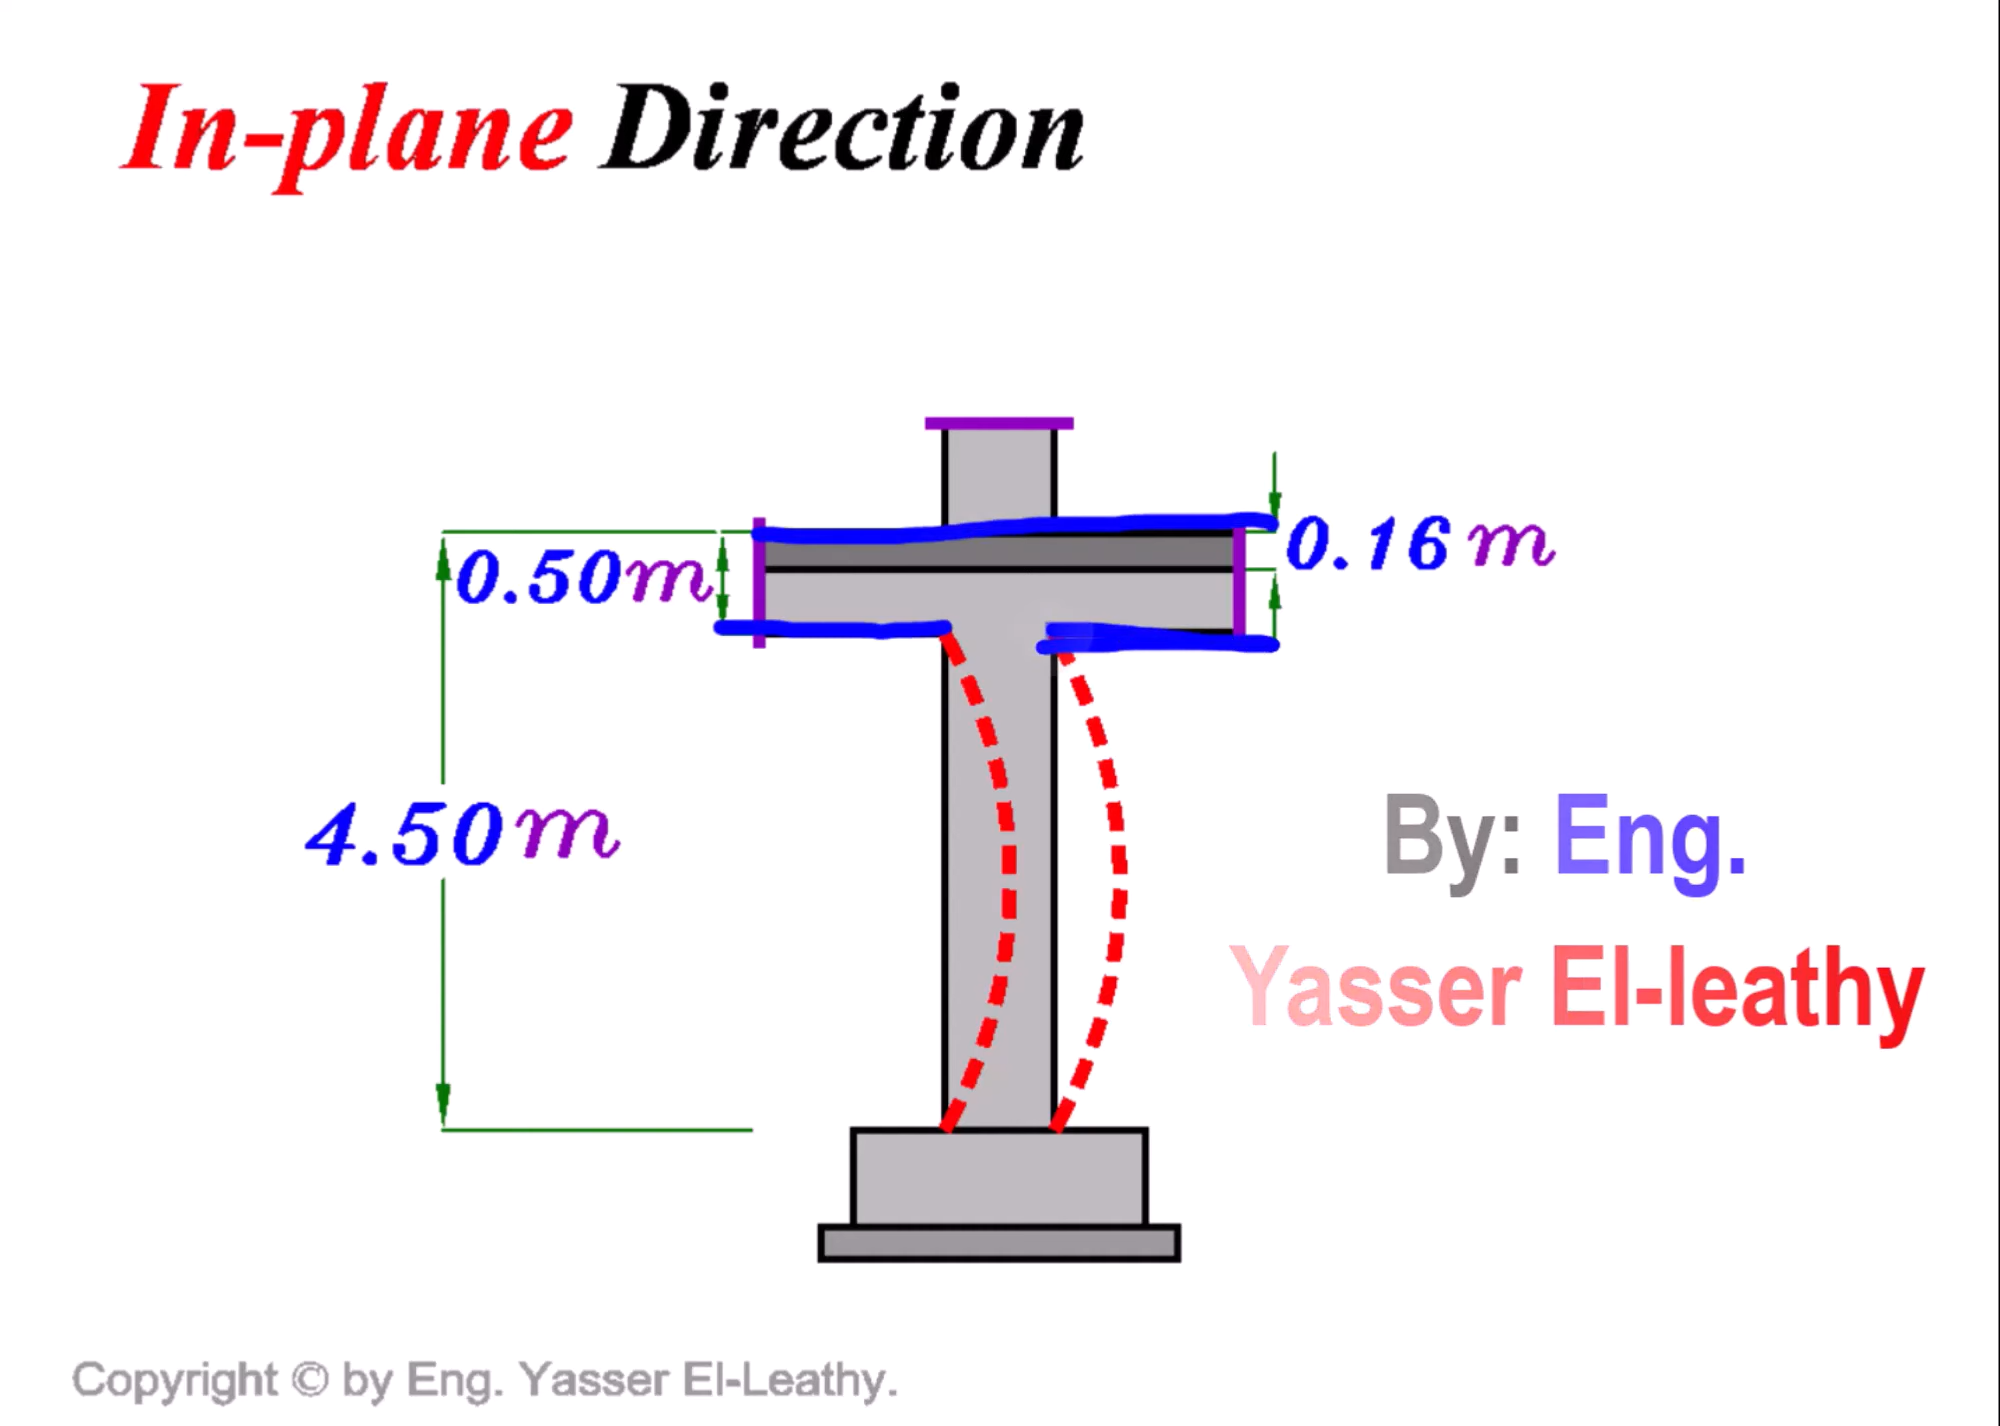 In-plane Direction
0.16 m
0.50 m
4.50 m
By: Eng.
Yasser El-leathy
Copyright © by Eng. Yasser El-Leathy.